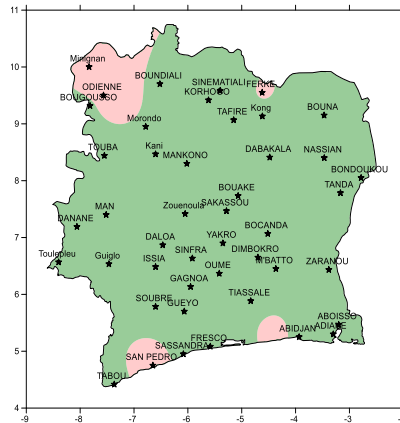 11
10
Minignan
BOUNDIALI
ODIENNE
SINEMATIALI
FERKE
KORHOGO
BOUGOUSSO
TAFIRE
Kong
BOUNA
9
Morondo
TOUBA
Kani
MANKONO
DABAKALA
NASSIAN
BONDOUKOU
8
BOUAKE
TANDA
MAN
Zouenoula
SAKASSOU
DANANE
BOCANDA
7
DALOA
YAKRO
Toulepleu
Guiglo
ISSIA
SINFRA
DIMBOKRO
M'BATTO
ZARANOU
OUME
GAGNOA
6
SOUBRE
GUEYO
TIASSALE
ABOISSO
ADIAKE
ABIDJAN
FRESCO
SASSANDRA
5
SAN PEDRO
TABOU
4
-9 -8 -7 -6 -5 -4 -3